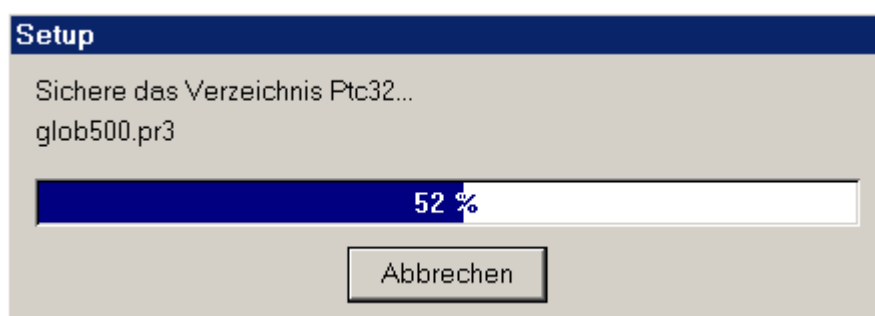 Setup
Sichere das Verzeichnis Ptc32...
glob500.pr3
52 %
Abbrechen